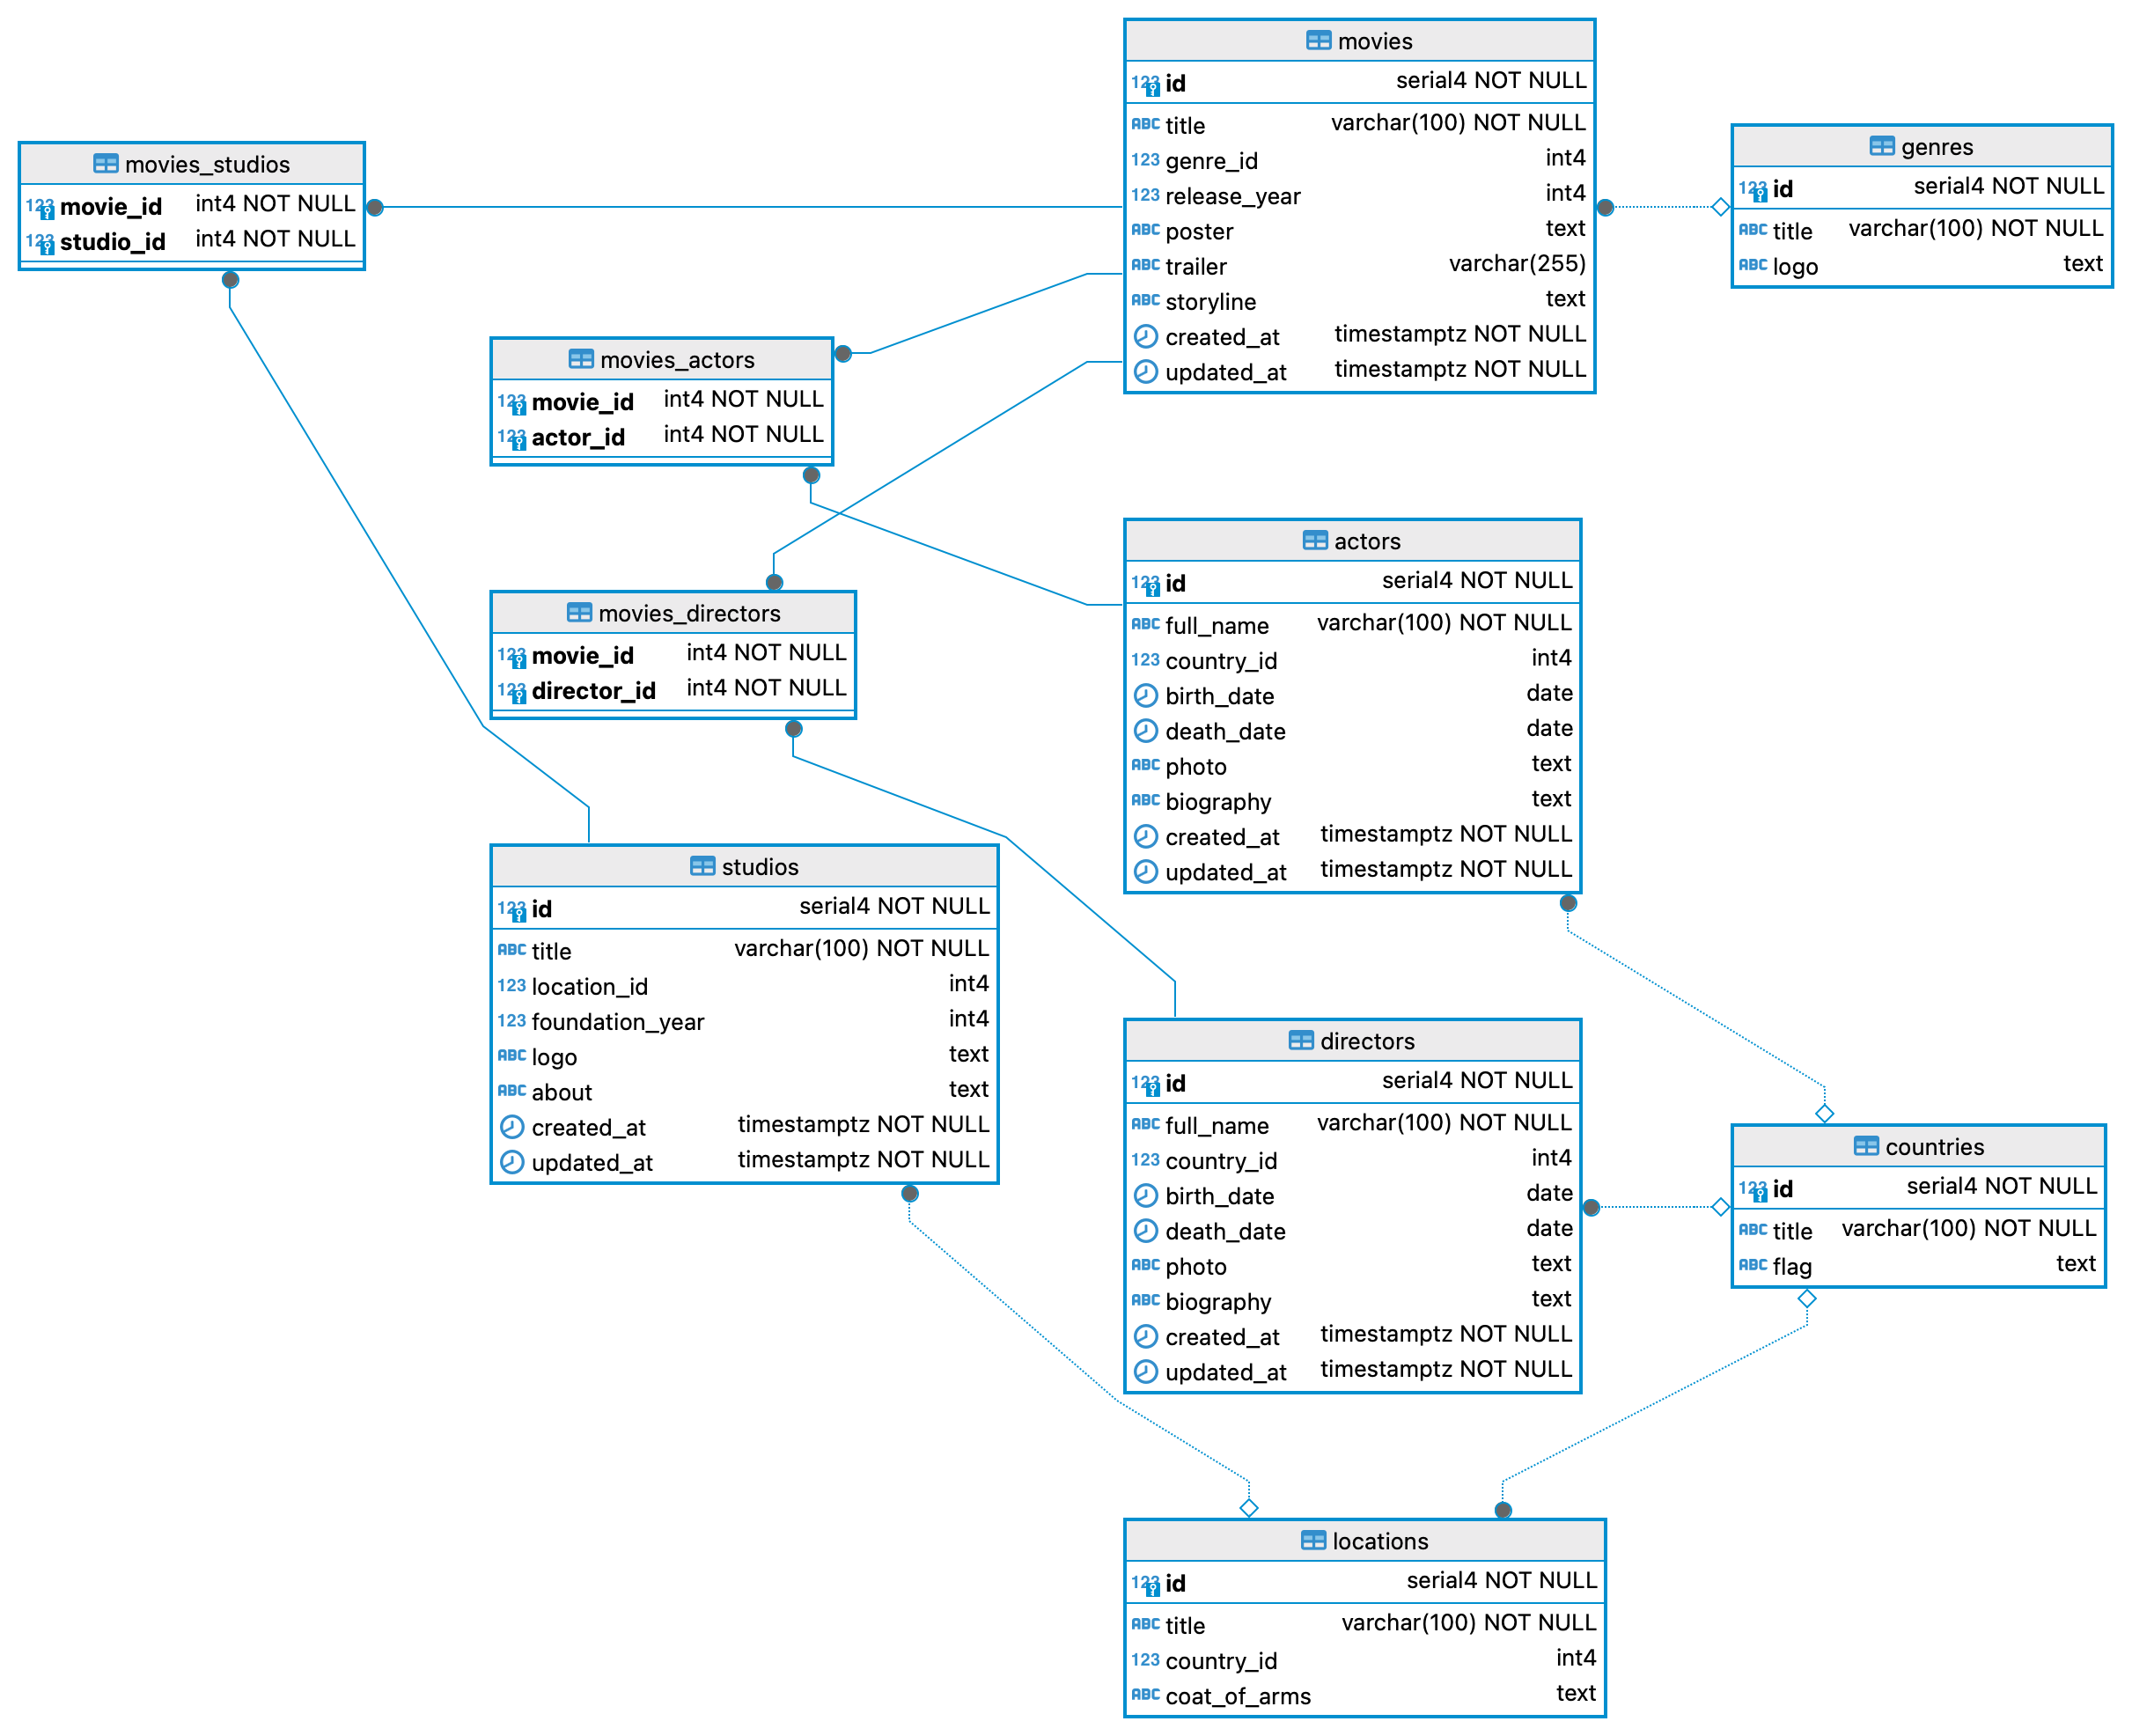 movies
123 id serial4 NOT NULL
ABC title varchar(100) NOT NULL
123 genre_id int4
123 release_year int4
ABC poster text
ABC trailer varchar(255)
ABC storyline text
created_at timestamptz NOT NULL
updated_at timestamptz NOT NULL
genres
123 id serial4 NOT NULL
ABC title varchar(100) NOT NULL
ABC logo text
movies_studios
123 movie_id int4 NOT NULL
123 studio_id int4 NOT NULL
movies_actors
123 movie_id int4 NOT NULL
123 actor_id int4 NOT NULL
actors
123 id serial4 NOT NULL
ABC full_name varchar(100) NOT NULL
123 country_id int4
birth_date date
death_date date
ABC photo text
ABC biography text
created_at timestamptz NOT NULL
updated_at timestamptz NOT NULL
movies_directors
123 movie_id int4 NOT NULL
123 director_id int4 NOT NULL
studios
123 id serial4 NOT NULL
ABC title varchar(100) NOT NULL
123 location_id int4
123 foundation_year int4
ABC logo text
ABC about text
created_at timestamptz NOT NULL
updated_at timestamptz NOT NULL
directors
123 id serial4 NOT NULL
ABC full_name varchar(100) NOT NULL
123 country_id int4
birth_date date
death_date date
ABC photo text
ABC biography text
created_at timestamptz NOT NULL
updated_at timestamptz NOT NULL
countries
123 id serial4 NOT NULL
ABC title varchar(100) NOT NULL
ABC flag text
locations
123 id serial4 NOT NULL
ABC title varchar(100) NOT NULL
123 country_id int4
ABC coat_of_arms text